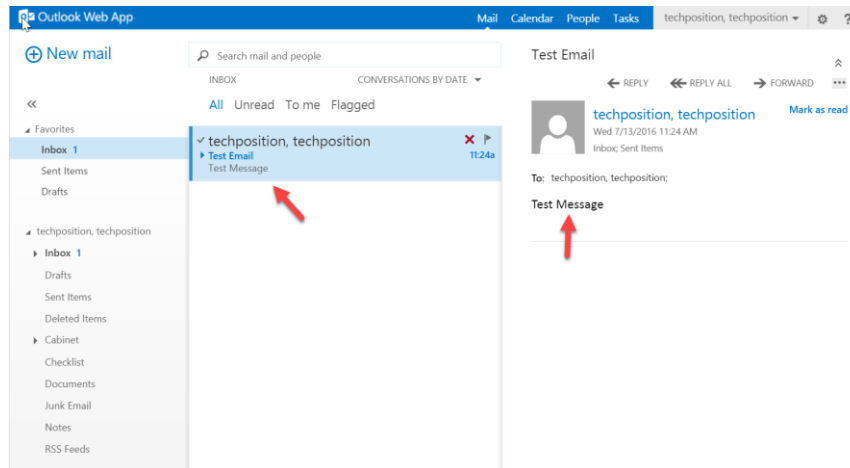 Outlook Web App
Mail Calendar People Tasks techposition, techposition ?
New mail
Search mail and people
INBOX CONVERSATIONS BY DATE
All Unread To me Flagged
Favorites
Inbox 1
Sent Items
Drafts
techposition, techposition
Inbox 1
Drafts
Sent Items
Deleted Items
Cabinet
Checklist
Documents
Junk Email
Notes
RSS Feeds
techposition, techposition
Test Email 11:24a
Test Message
Test Email
REPLY REPLY ALL FORWARD ...
techposition, techposition Mark as read
Wed 7/13/2016 11:24 AM
Inbox; Sent Items
To: techposition, techposition;
Test Message